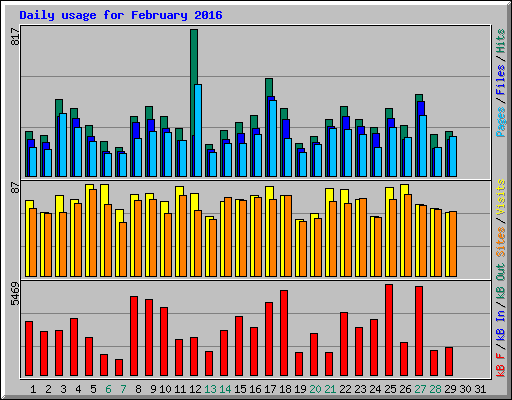 Daily usage for February 2016
817
Pages / Files / Hits
87
Sites / Visits
5469
kB F / kB In / kB Out
1 2 3 4 5 6 7 8 9 10 11 12 13 14 15 16 17 18 19 20 21 22 23 24 25 26 27 28 29 30 31